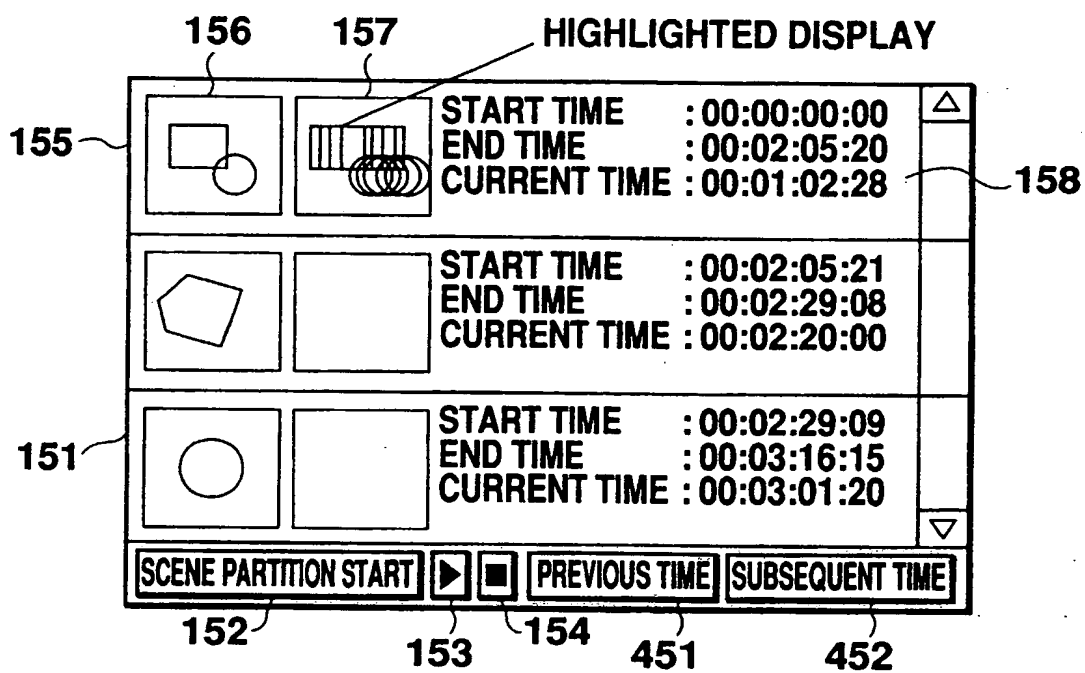 156 157 HIGHLIGHTED DISPLAY
START TIME : 00:00:00:00
155 END TIME : 00:02:05:20
CURRENT TIME : 00:01:02:28
158
START TIME : 00:02:05:21
END TIME : 00:02:29:08
CURRENT TIME : 00:02:20:00
START TIME : 00:02:29:09
151 END TIME : 00:03:16:15
CURRENT TIME : 00:03:01:20
SCENE PARTITION START PREVIOUS TIME SUBSEQUENT TIME
152 153 154 451 452